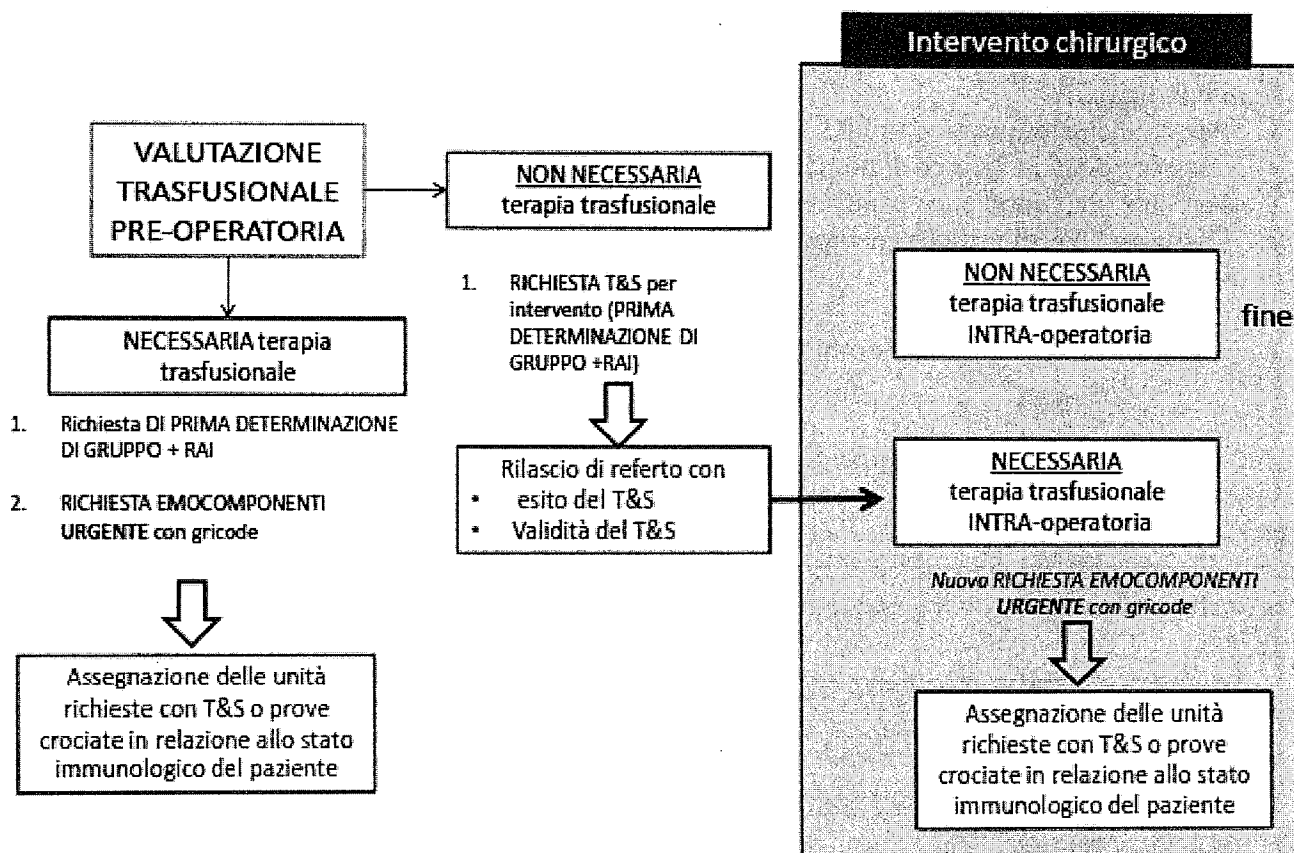 Intervento chirurgico
VALUTAZIONE
TRASFUSIONALE
PRE-OPERATORIA
NON NECESSARIA
terapia trasfusionale
NECESSARIA terapia
trasfusionale
1. Richiesta DI PRIMA DETERMINAZIONE
DI GRUPPO + RAI
2. RICHIESTA EMOCOMPONENTI
URGENTE con gricode
Assegnazione delle unità
richieste con T&S o prove
crociate in relazione allo stato
immunologico del paziente
1. RICHIESTA T&S per
intervento (PRIMA
DETERMINAZIONE DI
GRUPPO +RAI)
Rilascio di referto con
• esito del T&S
• Validità del T&S
NON NECESSARIA
terapia trasfusionale
INTRA-operatoria
fine
NECESSARIA
terapia trasfusionale
INTRA-operatoria
Nuova RICHIESTA EMOCOMPONENTI
URGENTE con gricode
Assegnazione delle unità
richieste con T&S o prove
crociate in relazione allo stato
immunologico del paziente